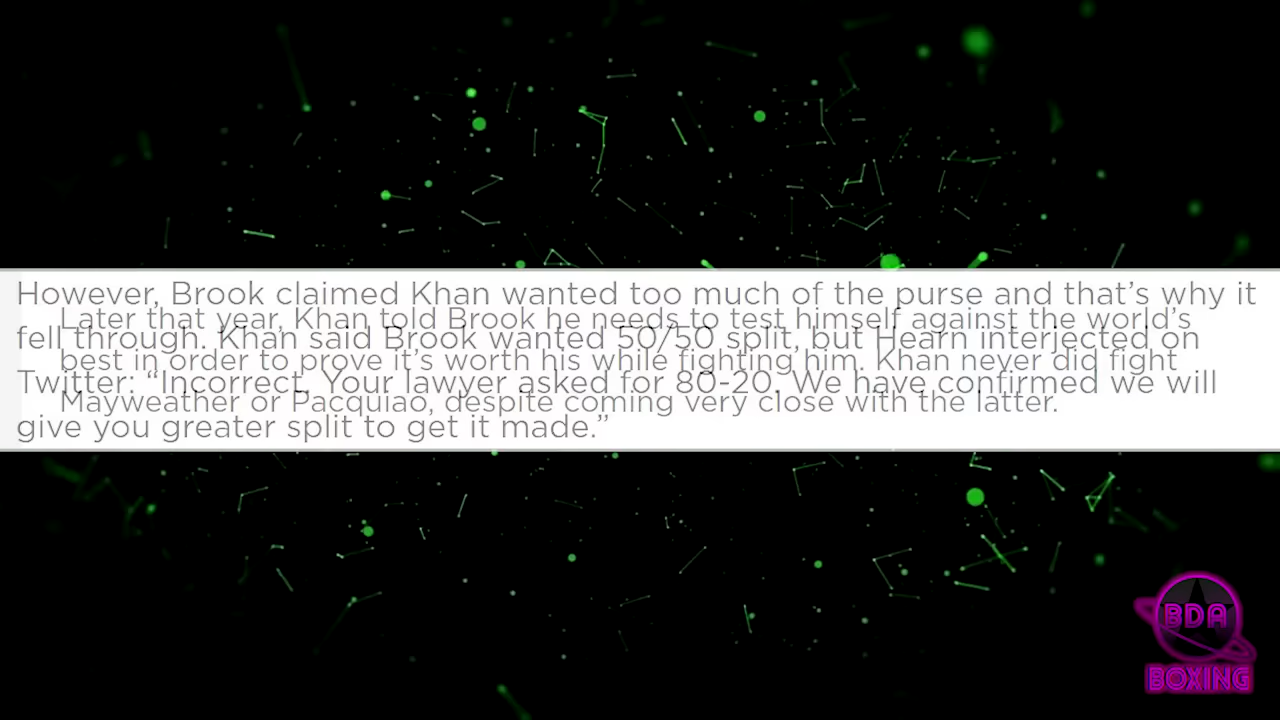 However, Brook claimed Khan wanted too much of the purse and that’s why it
fell through. Khan said Brook wanted 50/50 split, but Hearn interjected on
Twitter: “Incorrect. Your lawyer asked for 80-20. We have confirmed we will
give you greater split to get it made.”
Later that year, Khan told Brook he needs to test himself against the world’s
best in order to prove it’s worth his while fighting him. Khan never did fight
Mayweather or Pacquiao, despite coming very close with the latter.
BDA
BOXING